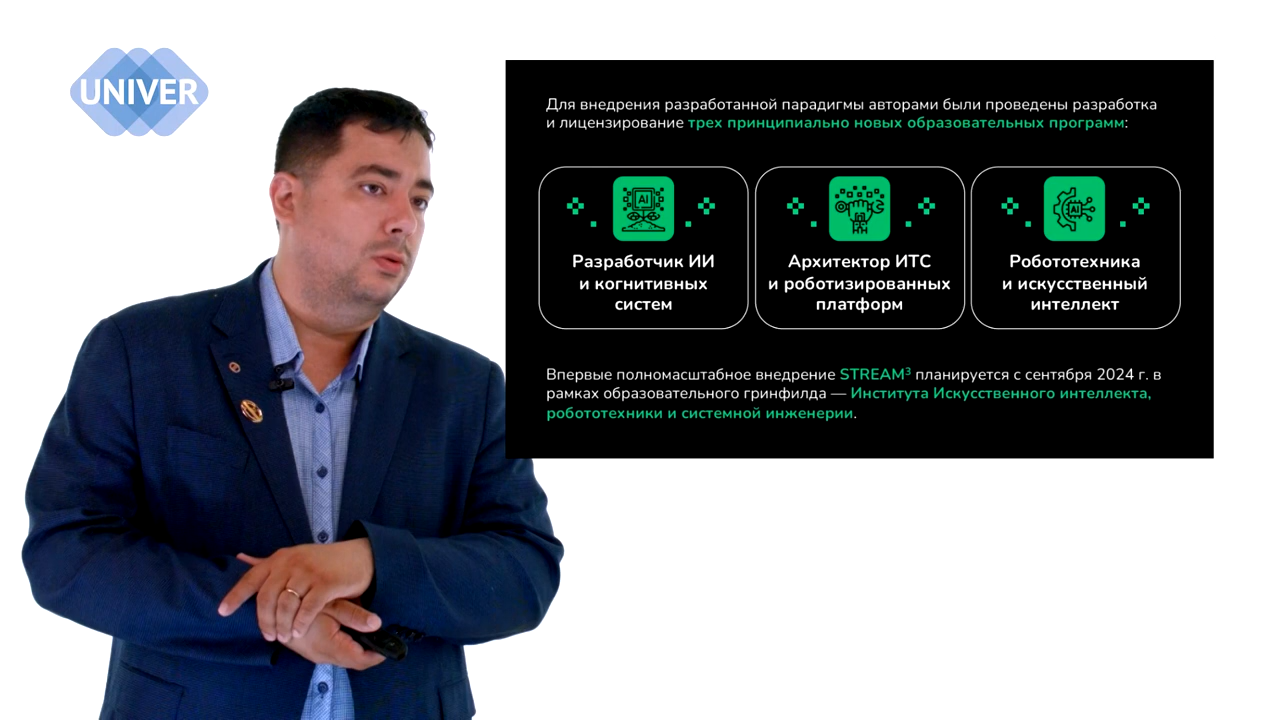 UNIVER
Для внедрения разработанной парадигмы авторами были проведены разработка
и лицензирование трех принципиально новых образовательных программ:
AI
AI
Разработчик ИИ
и когнитивных
систем
Архитектор ИТС
и роботизированных
платформ
Робототехника
и искусственный
интеллект
Впервые полномасштабное внедрение STREAM³ планируется с сентября 2024 г. в
рамках образовательного гринфилда — Института Искусственного интеллекта,
робототехники и системной инженерии.